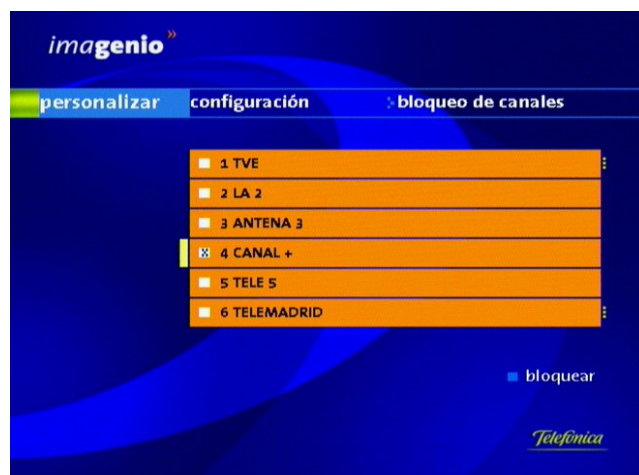 imagenio»
personalizar configuración bloqueo de canales
1 TVE
2 LA 2
3 ANTENA 3
4 CANAL +
5 TELE 5
6 TELEMADRID
bloquear
Telefónica